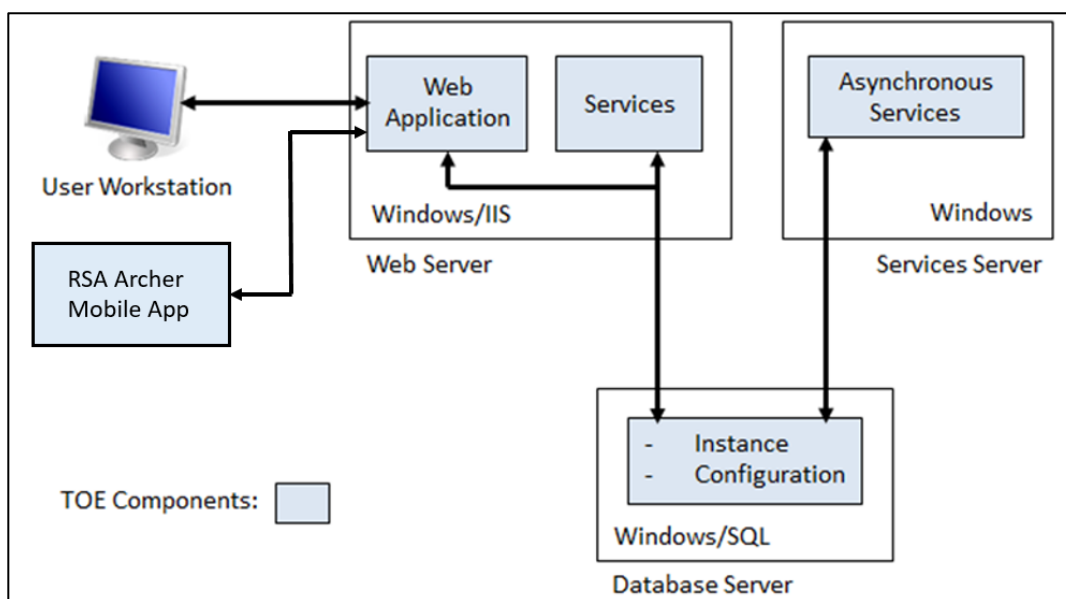 Web
Application
Services
Asynchronous
Services
User Workstation
Windows/IIS
Web Server
Windows
Services Server
RSA Archer
Mobile App
- Instance
- Configuration
Windows/SQL
Database Server
TOE Components: